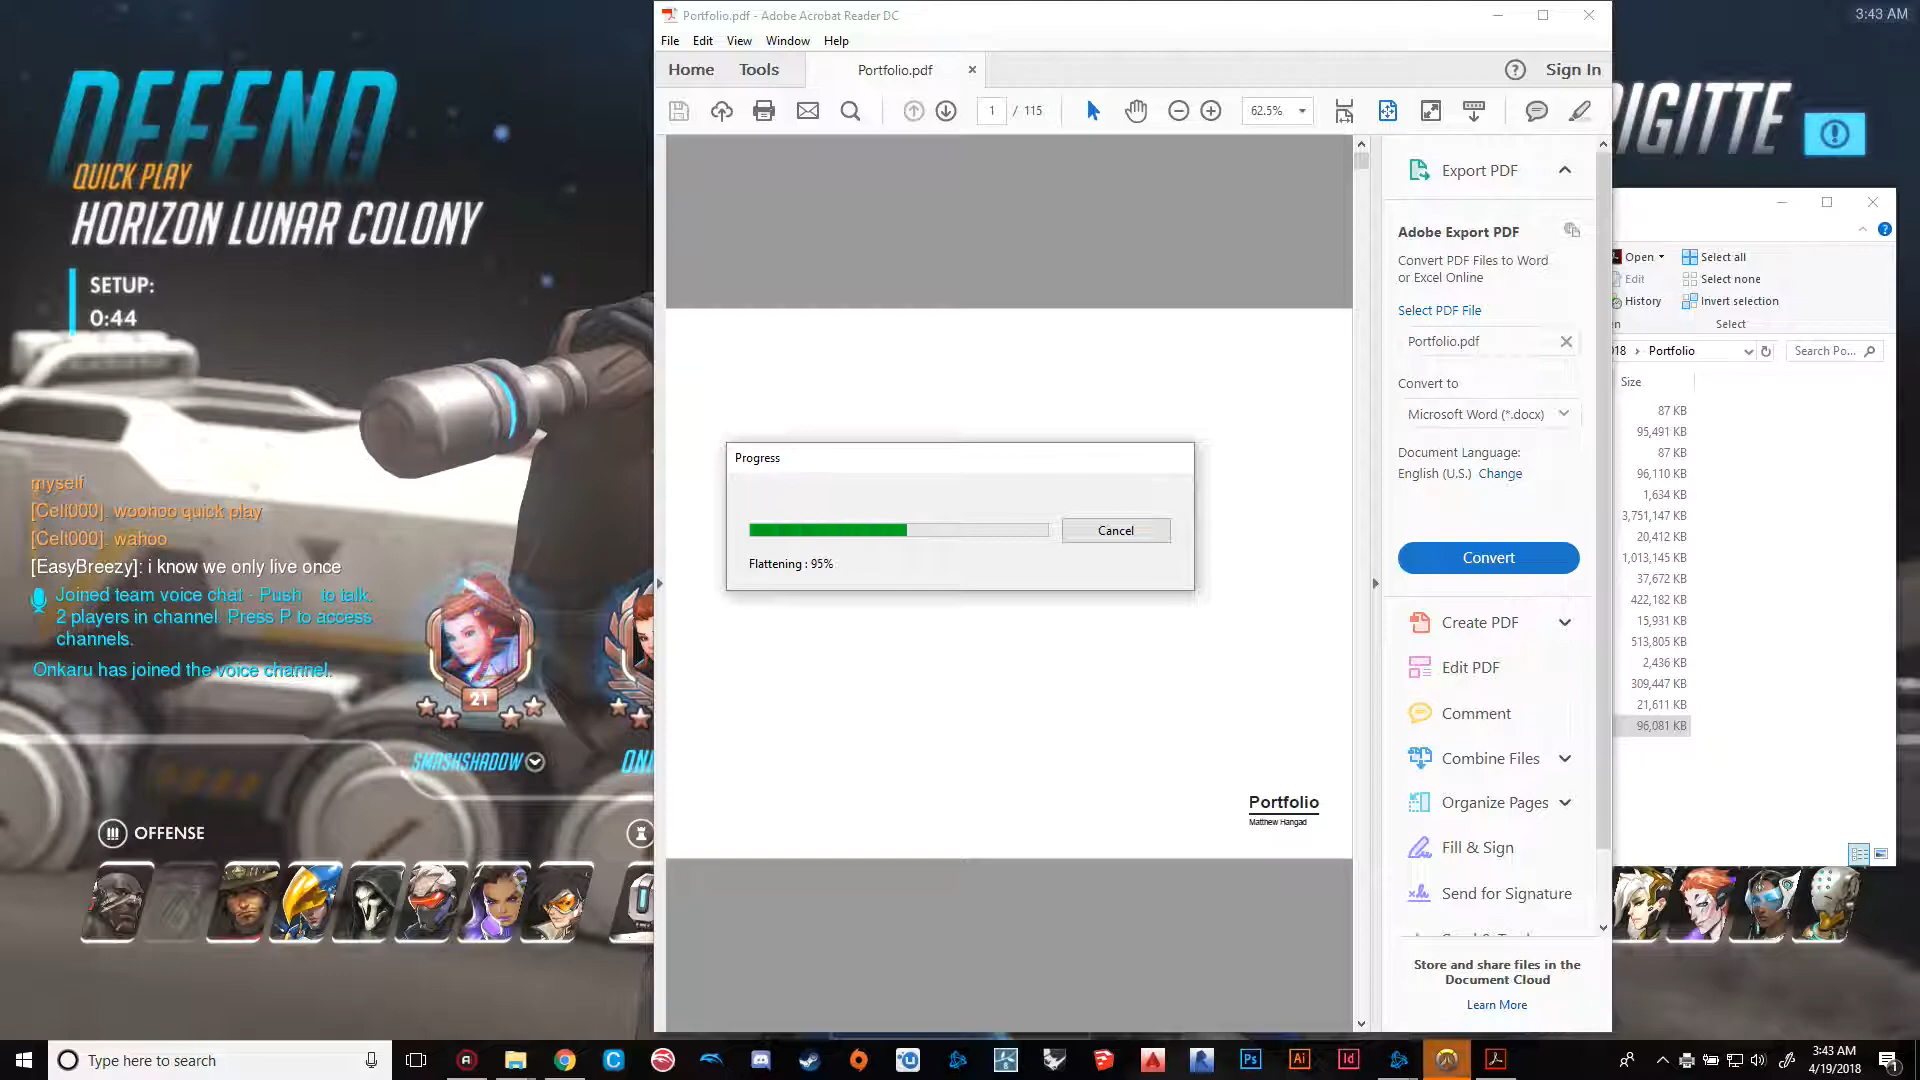 Portfolio.pdf - Adobe Acrobat Reader DC
3:43 AM
File Edit View Window Help
Home Tools Portfolio.pdf Sign In
1 / 115 62.5%
DEFEND
QUICK PLAY
HORIZON LUNAR COLONY
SETUP:
0:44
myself
[Celt000]: woohoo quick play
[Celt000]: wahoo
[EasyBreezy]: i know we only live once
Joined team voice chat - Push to talk.
2 players in channel. Press P to access
channels.
Onkaru has joined the voice channel.
21
SMASHSHADOW
OFFENSE
Progress
Cancel
Flattening : 95%
Portfolio
Matthew Hangad
Export PDF
Adobe Export PDF
Convert PDF Files to Word
or Excel Online
Select PDF File
Portfolio.pdf
Convert to
Microsoft Word (*.docx)
Document Language:
English (U.S.) Change
Convert
Create PDF
Edit PDF
Comment
Combine Files
Organize Pages
Fill & Sign
Send for Signature
Store and share files in the
Document Cloud
Learn More
IGITTE
Open Select all
Edit Select none
History Invert selection
Select
18 Portfolio Search Po...
Size
87 KB
95,491 KB
87 KB
96,110 KB
1,634 KB
3,751,147 KB
20,412 KB
1,013,145 KB
37,672 KB
422,182 KB
15,931 KB
513,805 KB
2,436 KB
309,447 KB
21,611 KB
96,081 KB
Type here to search
Ps Ai Id
3:43 AM
4/19/2018
1